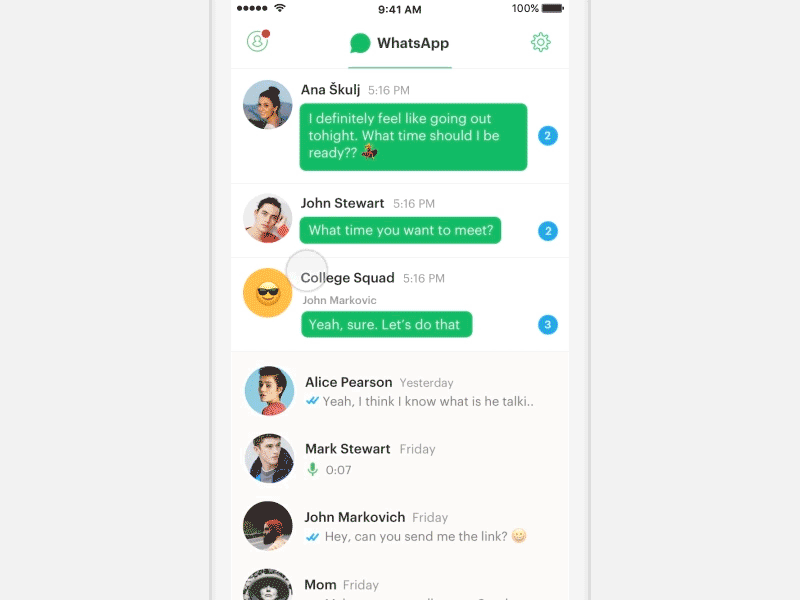 9:41 AM
100%
WhatsApp
Ana Škulj 5:16 PM
I definitely feel like going out
tohight. What time should I be
ready??
2
John Stewart 5:16 PM
What time you want to meet?
2
College Squad 5:16 PM
John Markovic
Yeah, sure. Let's do that
3
Alice Pearson Yesterday
Yeah, I think I know what is he talki..
Mark Stewart Friday
0:07
John Markovich Friday
Hey, can you send me the link?
Mom Friday